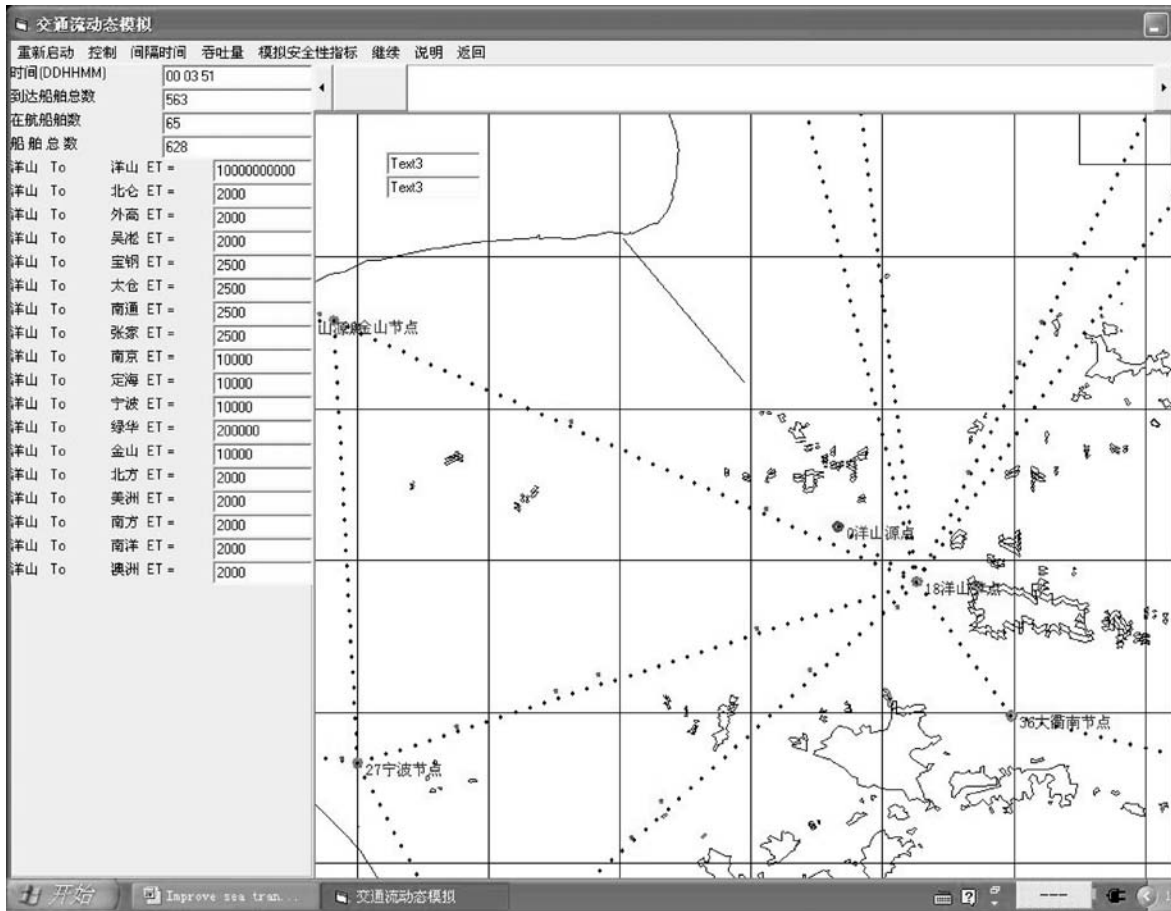 交通流动态模拟
重新启动 控制 间隔时间 吞吐量 模拟安全性指标 继续 说明 返回
时间(DDHHMM) 00 03 51
到达船舶总数 563
在航船舶数 65
船舶总数 628
洋山 To 洋山 ET = 10000000000
洋山 To 北仑 ET = 2000
洋山 To 外高 ET = 2000
洋山 To 吴淞 ET = 2000
洋山 To 宝钢 ET = 2500
洋山 To 太仓 ET = 2500
洋山 To 南通 ET = 2500
洋山 To 张家 ET = 2500
洋山 To 南京 ET = 10000
洋山 To 定海 ET = 10000
洋山 To 宁波 ET = 10000
洋山 To 绿华 ET = 200000
洋山 To 金山 ET = 10000
洋山 To 北方 ET = 2000
洋山 To 美洲 ET = 2000
洋山 To 南方 ET = 2000
洋山 To 南洋 ET = 2000
洋山 To 澳洲 ET = 2000
Text3
Text3
金山节点
0洋山源点
18洋山节点
36大衢南节点
27宁波节点
开始 Improve sea tran... 交通流动态模拟